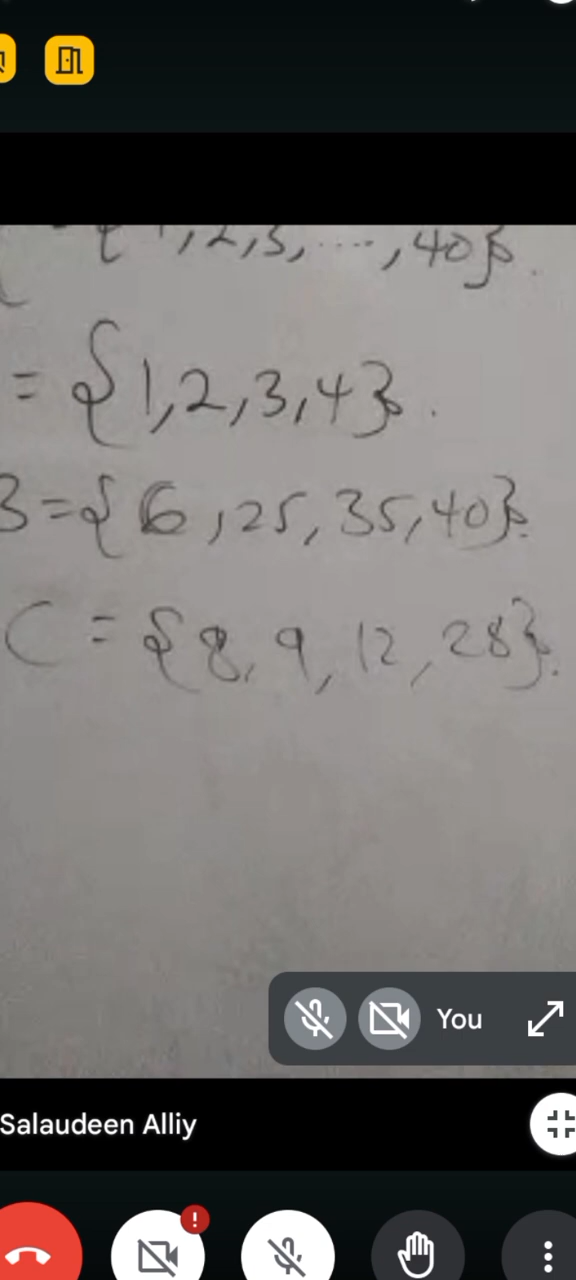 {1,2,3,....,40}.
= {1,2,3,4}.
B={6,25,35,40}.
C = {8,9,12,28}.
You
Salaudeen Alliy
!